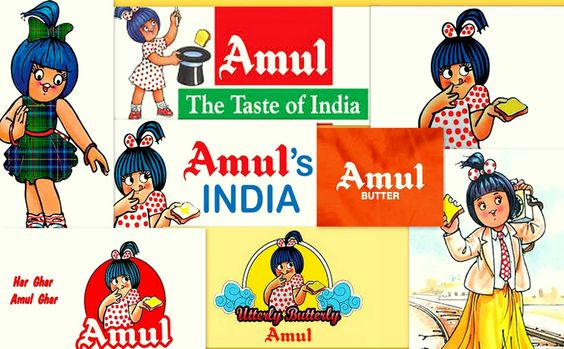 Amul
The Taste of India
Amul's
INDIA
Amul
BUTTER
Har Ghar
Amul Ghar
Amul
Utterly Butterly
Amul